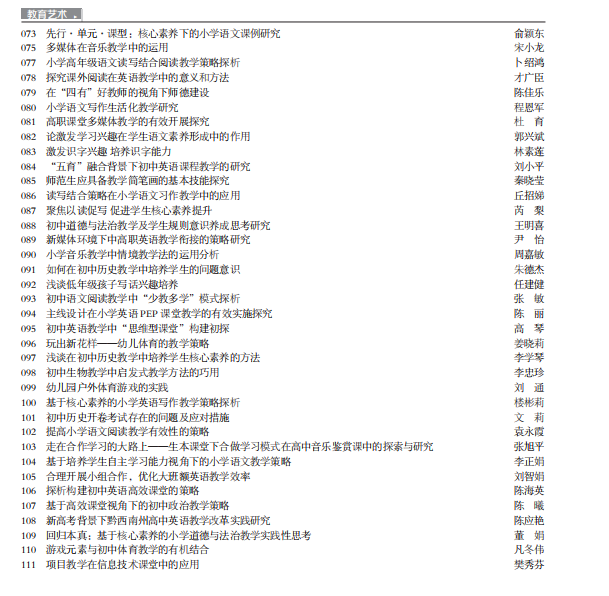 教育艺术
073 先行·单元·课型：核心素养下的小学语文课例研究 俞颖东
075 多媒体在音乐教学中的运用 宋小龙
077 小学高年级语文读写结合阅读教学策略探析 卜绍鸿
078 探究课外阅读在英语教学中的意义和方法 才广臣
079 在“四有”好教师的视角下师德建设 陈佳乐
080 小学语文写作生活化教学研究 程恩军
081 高职课堂多媒体教学的有效开展探究 杜 育
082 论激发学习兴趣在学生语文素养形成中的作用 郭兴斌
083 激发识字兴趣 培养识字能力 林素莲
084 “五育”融合背景下初中英语课程教学的研究 刘小平
085 师范生应具备教学简笔画的基本技能探究 秦晓莹
086 读写结合策略在小学语文习作教学中的应用 丘招娣
087 聚焦以读促写 促进学生核心素养提升 芮 梨
088 初中道德与法治教学及学生规则意识养成思考研究 王明喜
089 新媒体环境下中高职英语教学衔接的策略研究 尹 怡
090 小学音乐教学中情境教学法的运用分析 周嘉敏
091 如何在初中历史教学中培养学生的问题意识 朱德杰
092 浅谈低年级孩子写话兴趣培养 任建健
093 初中语文阅读教学中“少教多学”模式探析 张 敏
094 主线设计在小学英语 PEP 课堂教学的有效实施探究 陈 丽
095 初中英语教学中“思维型课堂”构建初探 高 琴
096 玩出新花样——幼儿体育的教学策略 姜晓莉
097 浅谈在初中历史教学中培养学生核心素养的方法 李学琴
098 初中生物教学中启发式教学方法的巧用 李忠珍
099 幼儿园户外体育游戏的实践 刘 通
100 基于核心素养的小学英语写作教学策略探析 楼彬莉
101 初中历史开卷考试存在的问题及应对措施 文 莉
102 提高小学语文阅读教学有效性的策略 袁永霞
103 走在合作学习的大路上——生本课堂下合做学习模式在高中音乐鉴赏课中的探索与研究 张旭平
104 基于培养学生自主学习能力视角下的小学语文教学策略 李正娟
105 合理开展小组合作，优化大班额英语教学效率 刘智娟
106 探析构建初中英语高效课堂的策略 陈海英
107 基于高效课堂视角下的初中政治教学策略 陈 曦
108 新高考背景下黔西南州高中英语教学改革实践研究 陈应艳
109 回归本真：基于核心素养的小学道德与法治教学实践性思考 董 娟
110 游戏元素与初中体育教学的有机结合 凡冬伟
111 项目教学在信息技术课堂中的应用 樊秀芬